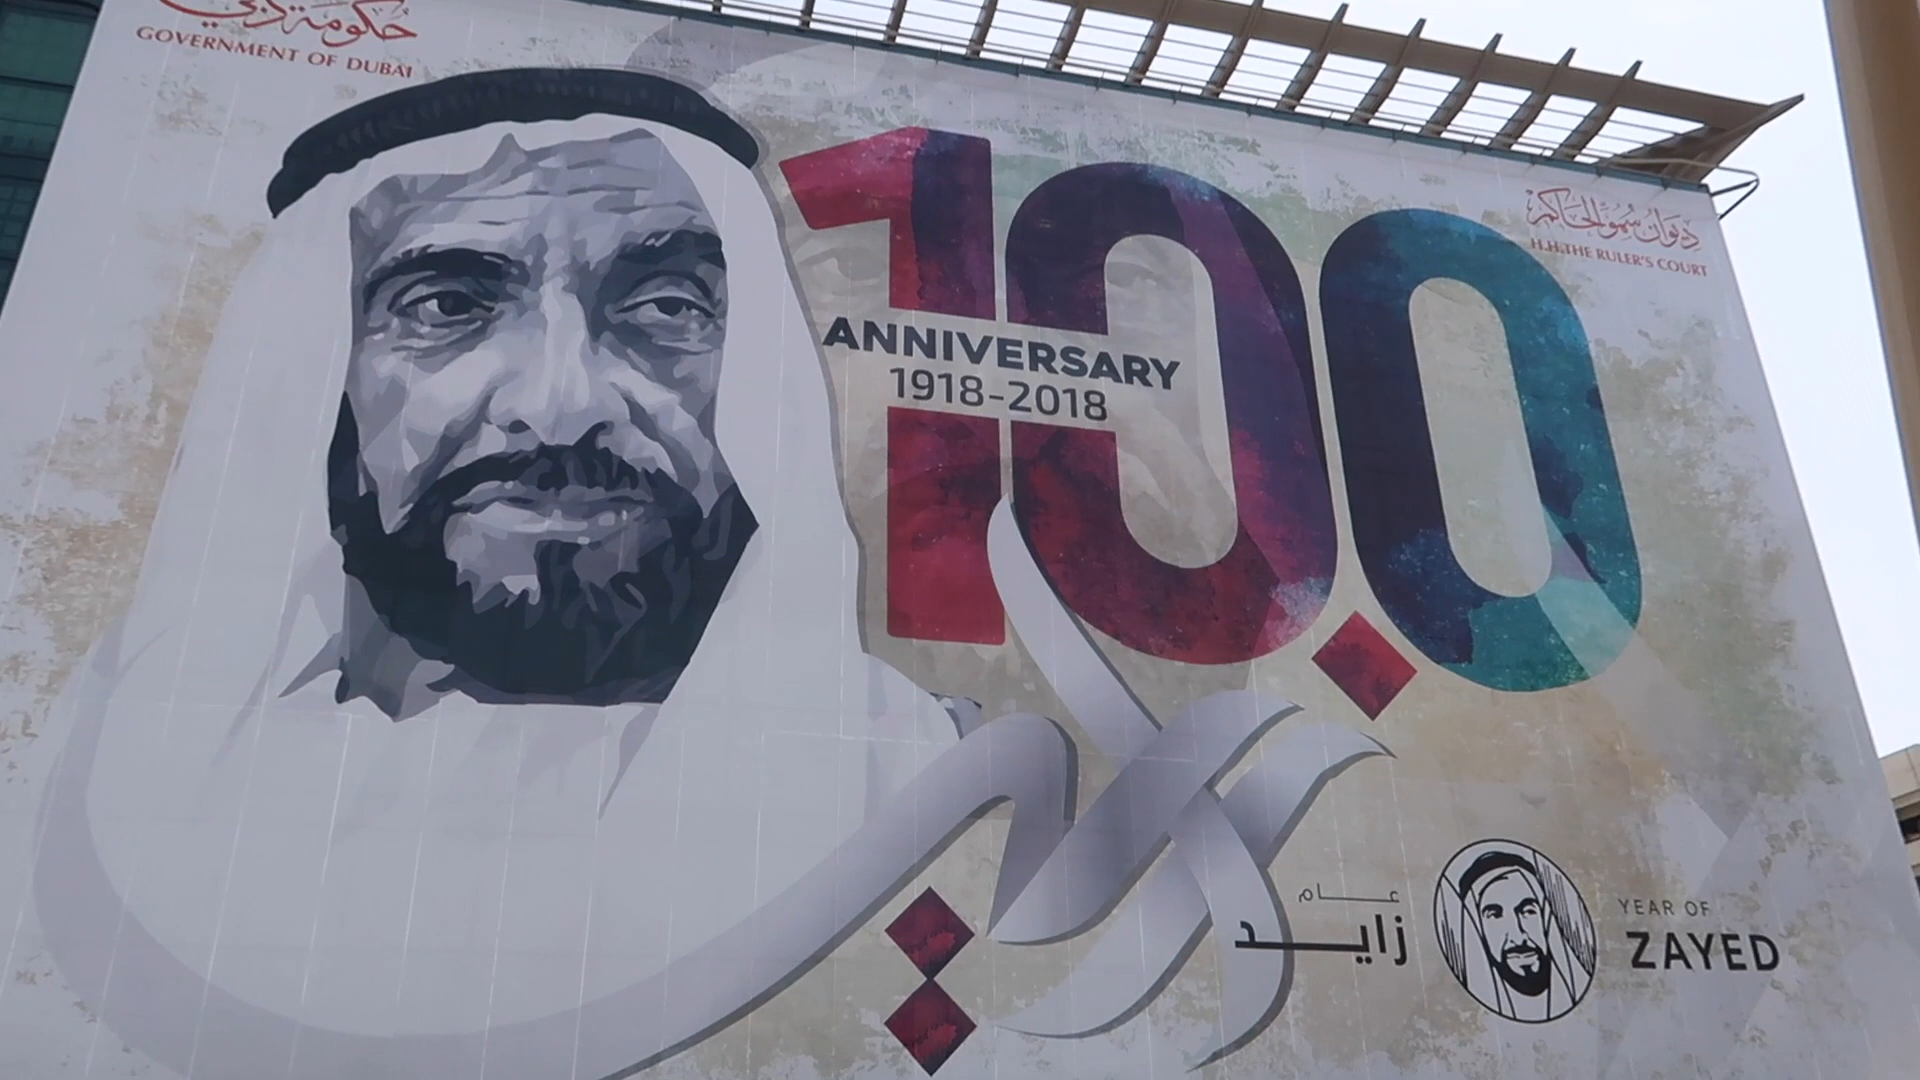 حكومة دبي
GOVERNMENT OF DUBAI
100
ANNIVERSARY
1918-2018
ديوان سمو الحاكم
H.H.THE RULER'S COURT
زايد
عام
زايد
YEAR OF
ZAYED